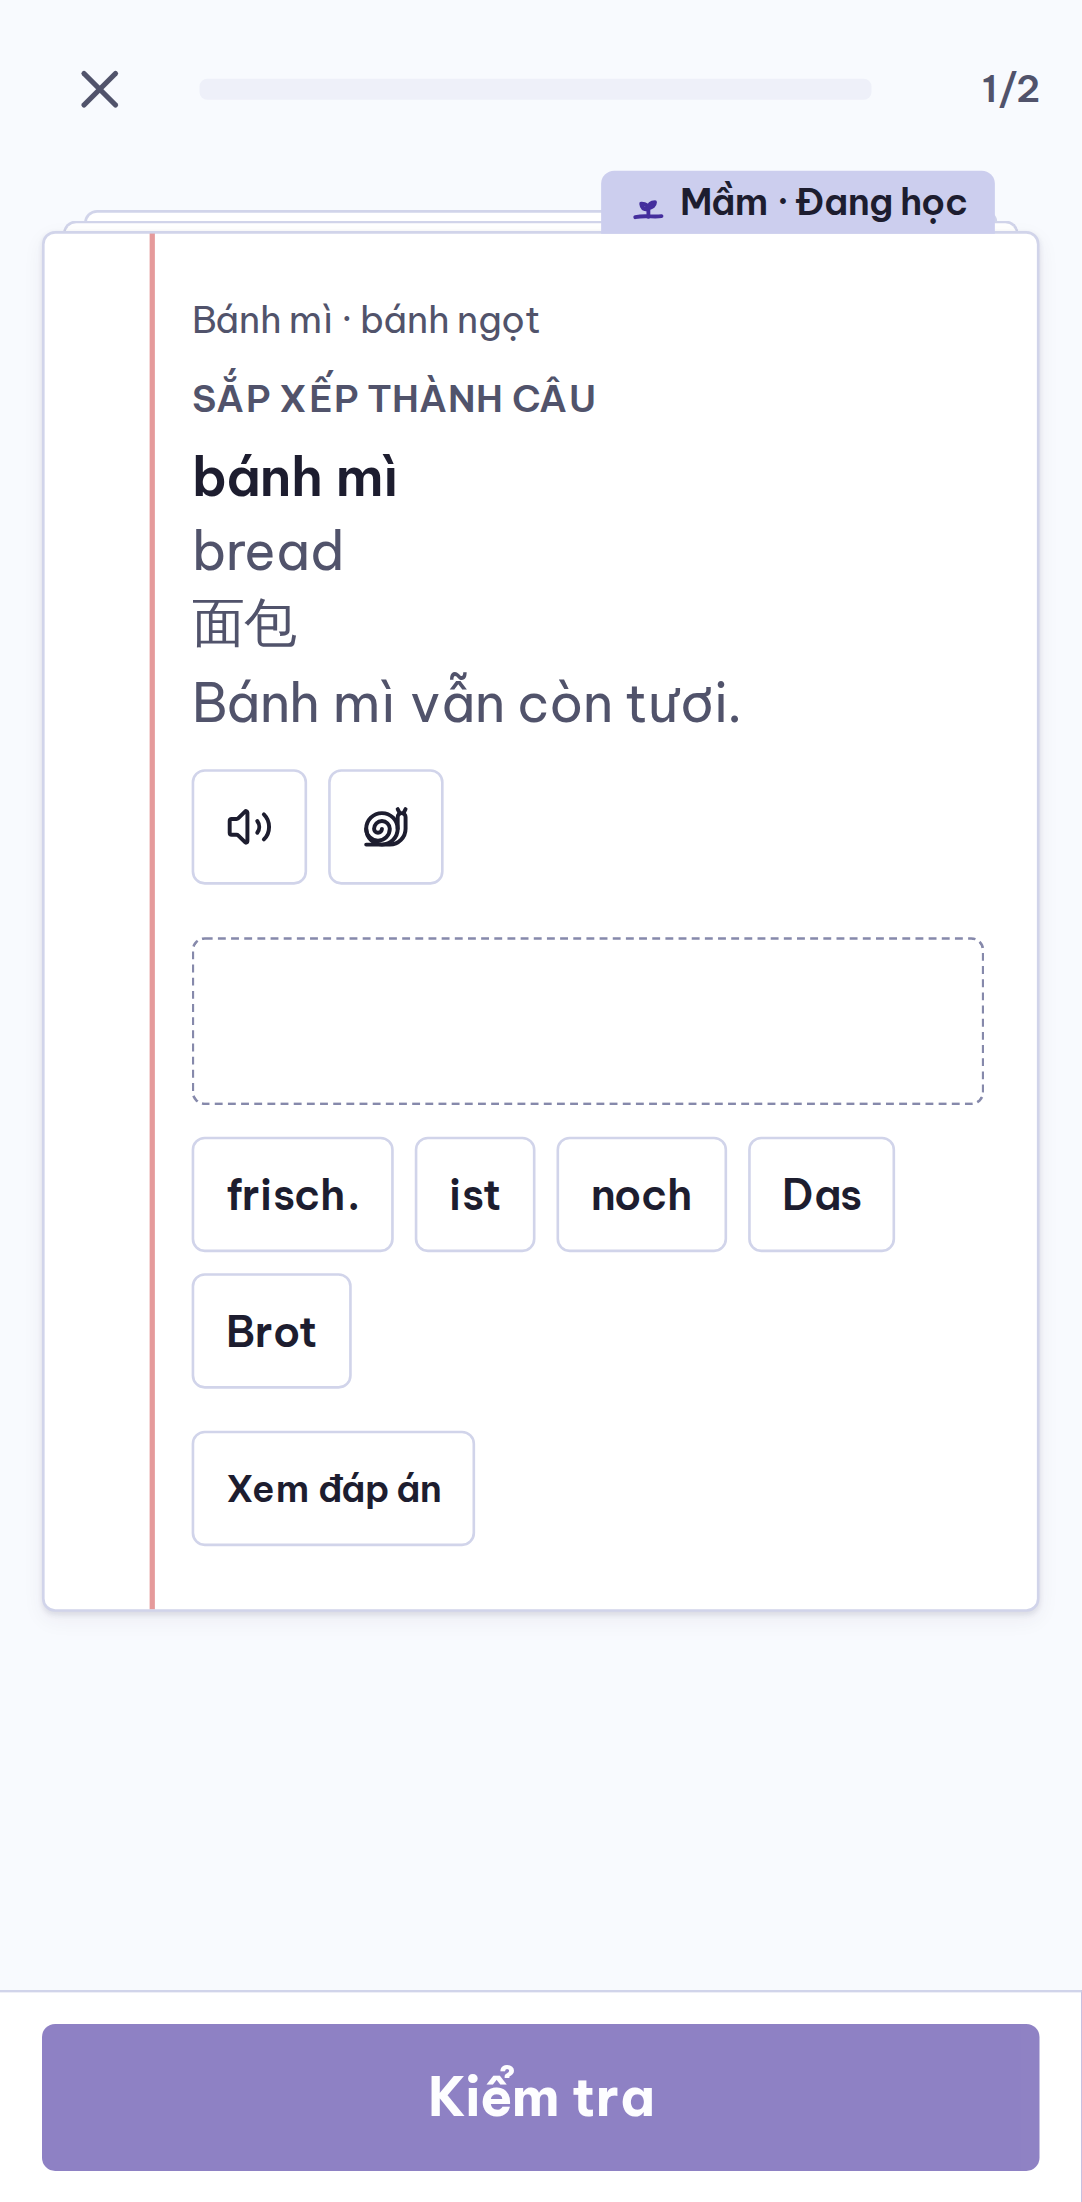 1/2
Mầm · Đang học
Bánh mì · bánh ngọt
SẮP XẾP THÀNH CÂU
bánh mì
bread
面包
Bánh mì vẫn còn tươi.
frisch. ist noch Das
Brot
Xem đáp án
Kiểm tra